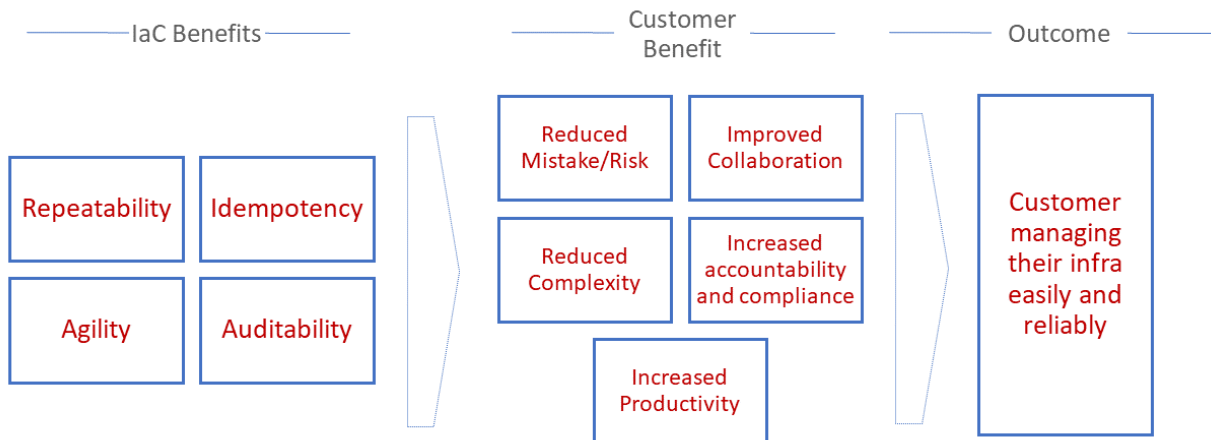 IaC Benefits
Customer
Benefit
Outcome
Repeatability
Idempotency
Agility
Auditability
Reduced
Mistake/Risk
Improved
Collaboration
Reduced
Complexity
Increased
accountability
and compliance
Increased
Productivity
Customer
managing
their infra
easily and
reliably